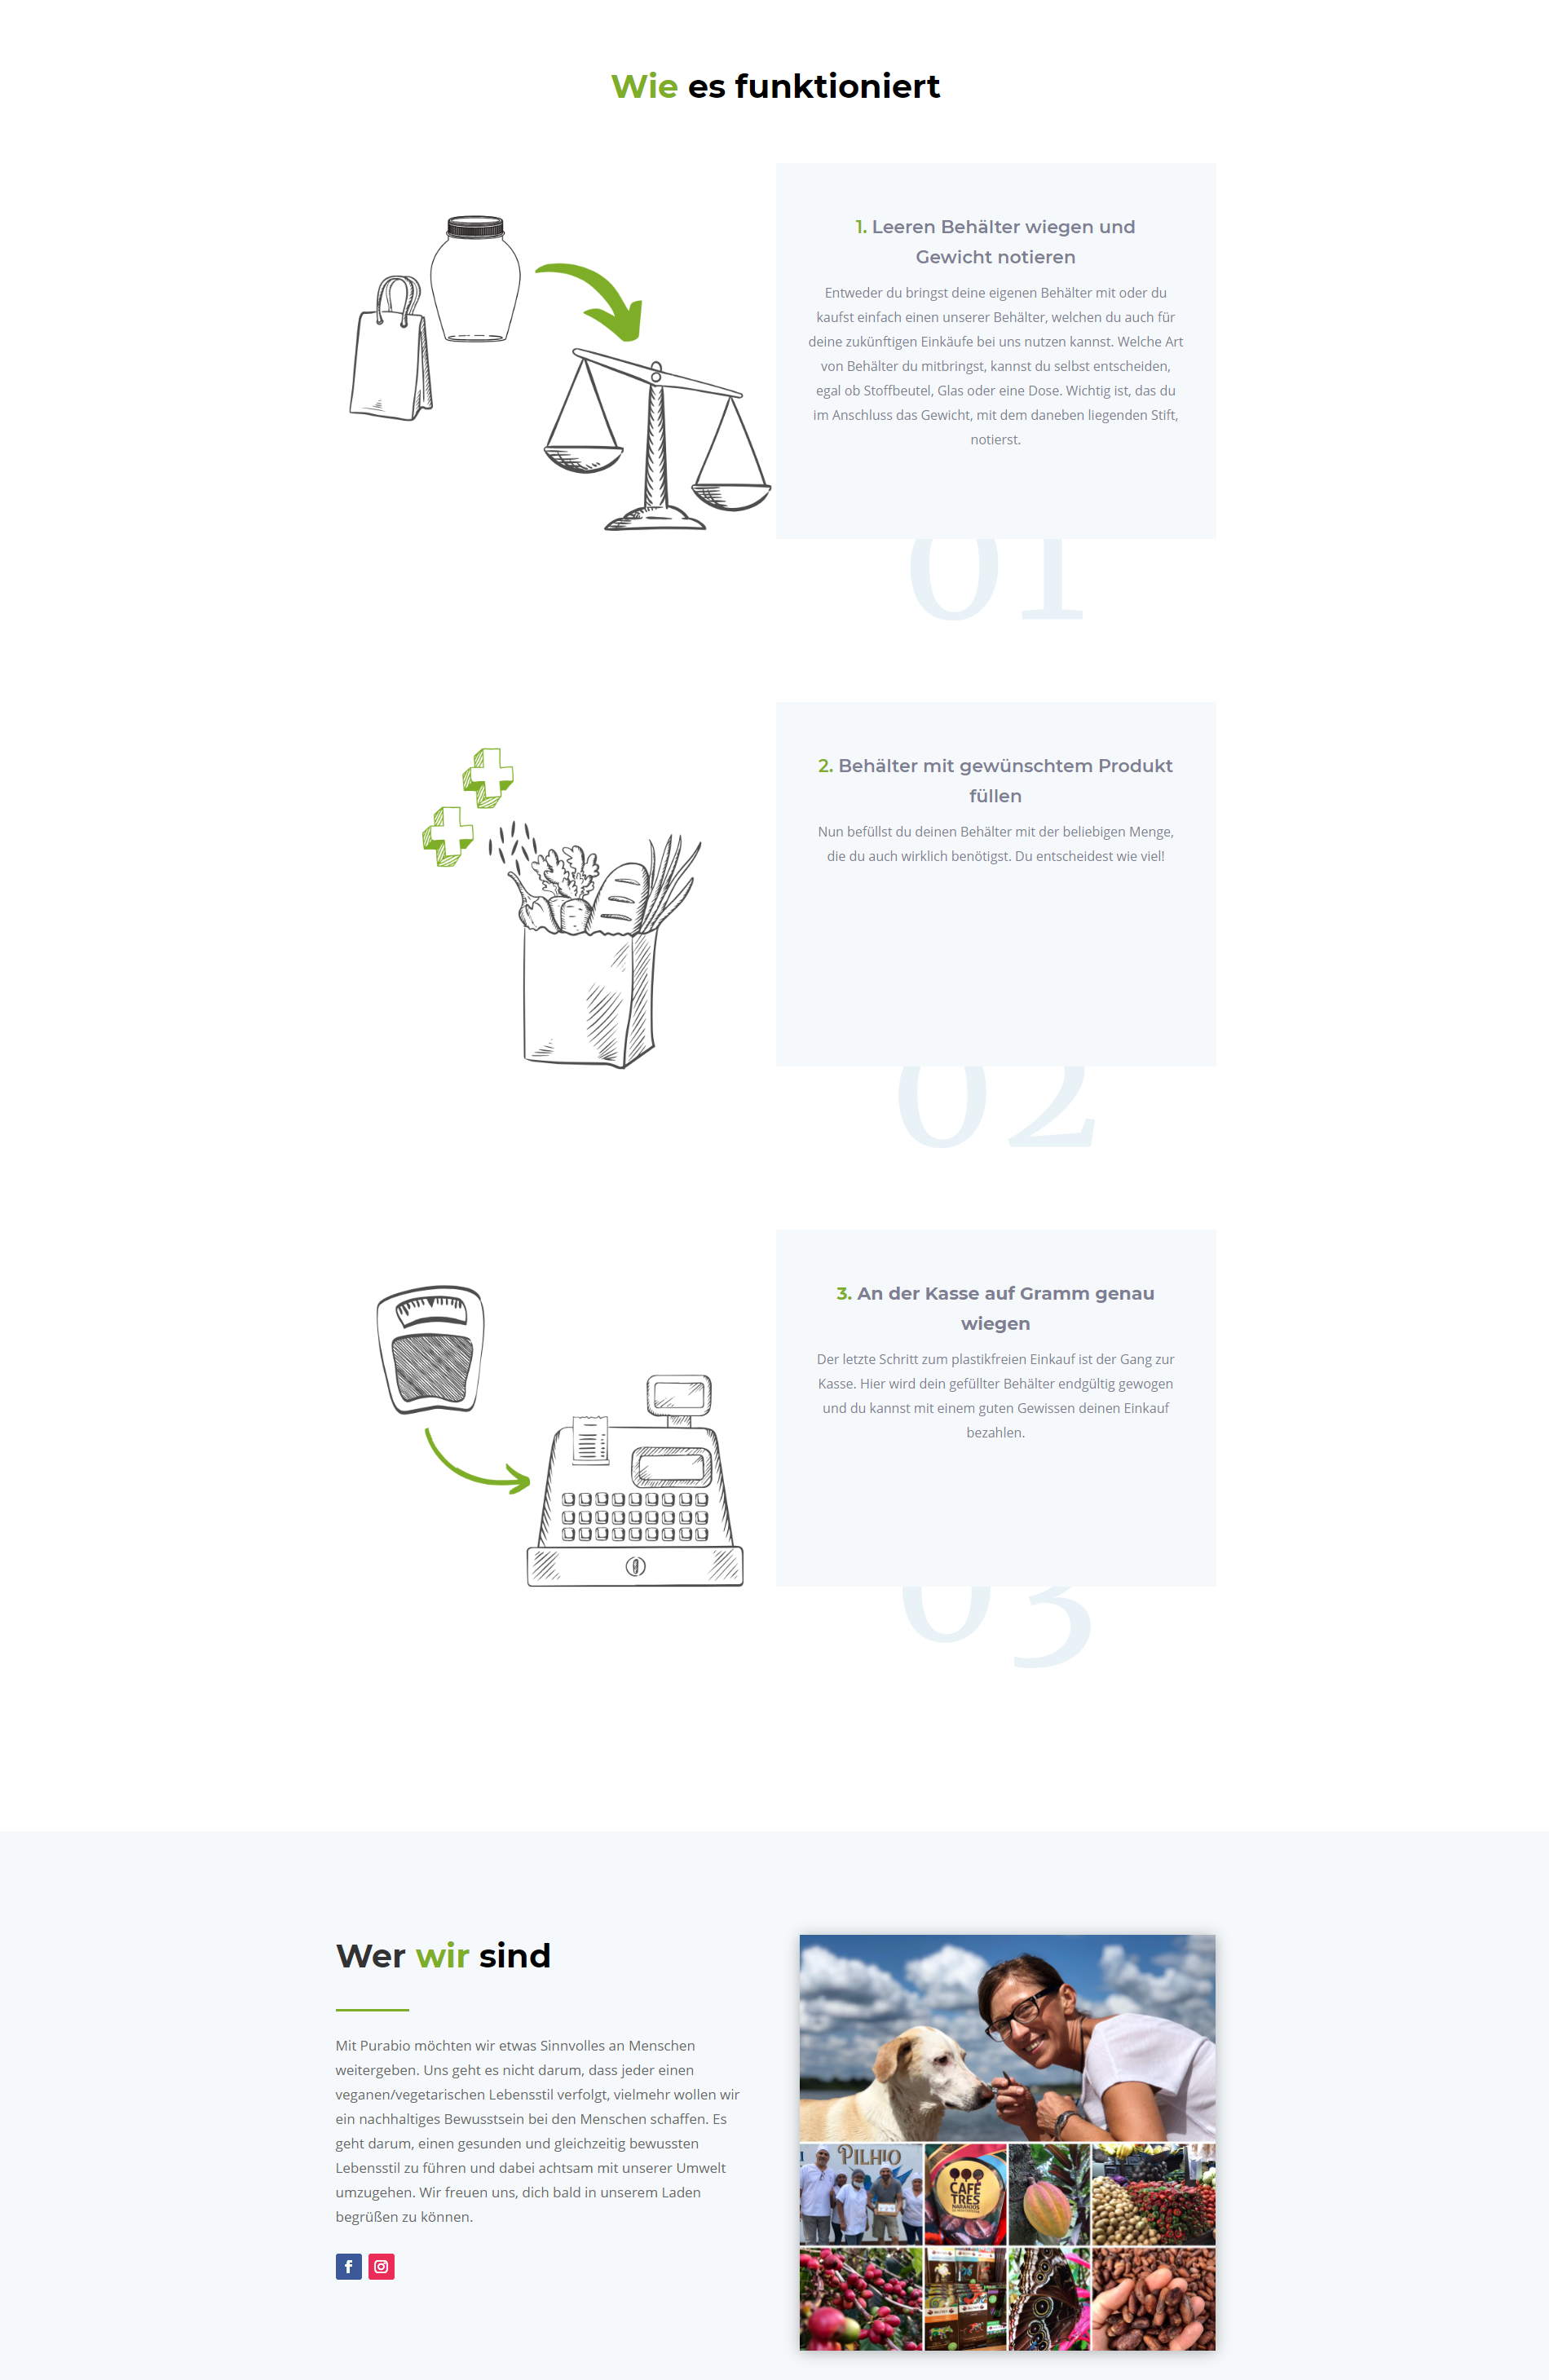 Wie es funktioniert
1. Leeren Behälter wiegen und
Gewicht notieren
Entweder du bringst deine eigenen Behälter mit oder du
kaufst einfach einen unserer Behälter, welchen du auch für
deine zukünftigen Einkäufe bei uns nutzen kannst. Welche Art
von Behälter du mitbringst, kannst du selbst entscheiden,
egal ob Stoffbeutel, Glas oder eine Dose. Wichtig ist, das du
im Anschluss das Gewicht, mit dem daneben liegenden Stift,
notierst.
01
2. Behälter mit gewünschtem Produkt
füllen
Nun befüllst du deinen Behälter mit der beliebigen Menge,
die du auch wirklich benötigst. Du entscheidest wie viel!
02
3. An der Kasse auf Gramm genau
wiegen
Der letzte Schritt zum plastikfreien Einkauf ist der Gang zur
Kasse. Hier wird dein gefüllter Behälter endgültig gewogen
und du kannst mit einem guten Gewissen deinen Einkauf
bezahlen.
03
Wer wir sind
Mit Purabio möchten wir etwas Sinnvolles an Menschen
weitergeben. Uns geht es nicht darum, dass jeder einen
veganen/vegetarischen Lebensstil verfolgt, vielmehr wollen wir
ein nachhaltiges Bewusstsein bei den Menschen schaffen. Es
geht darum, einen gesunden und gleichzeitig bewussten
Lebensstil zu führen und dabei achtsam mit unserer Umwelt
umzugehen. Wir freuen uns, dich bald in unserem Laden
begrüßen zu können.
PILHIO
CAFÉ
TRES
NARANJOS